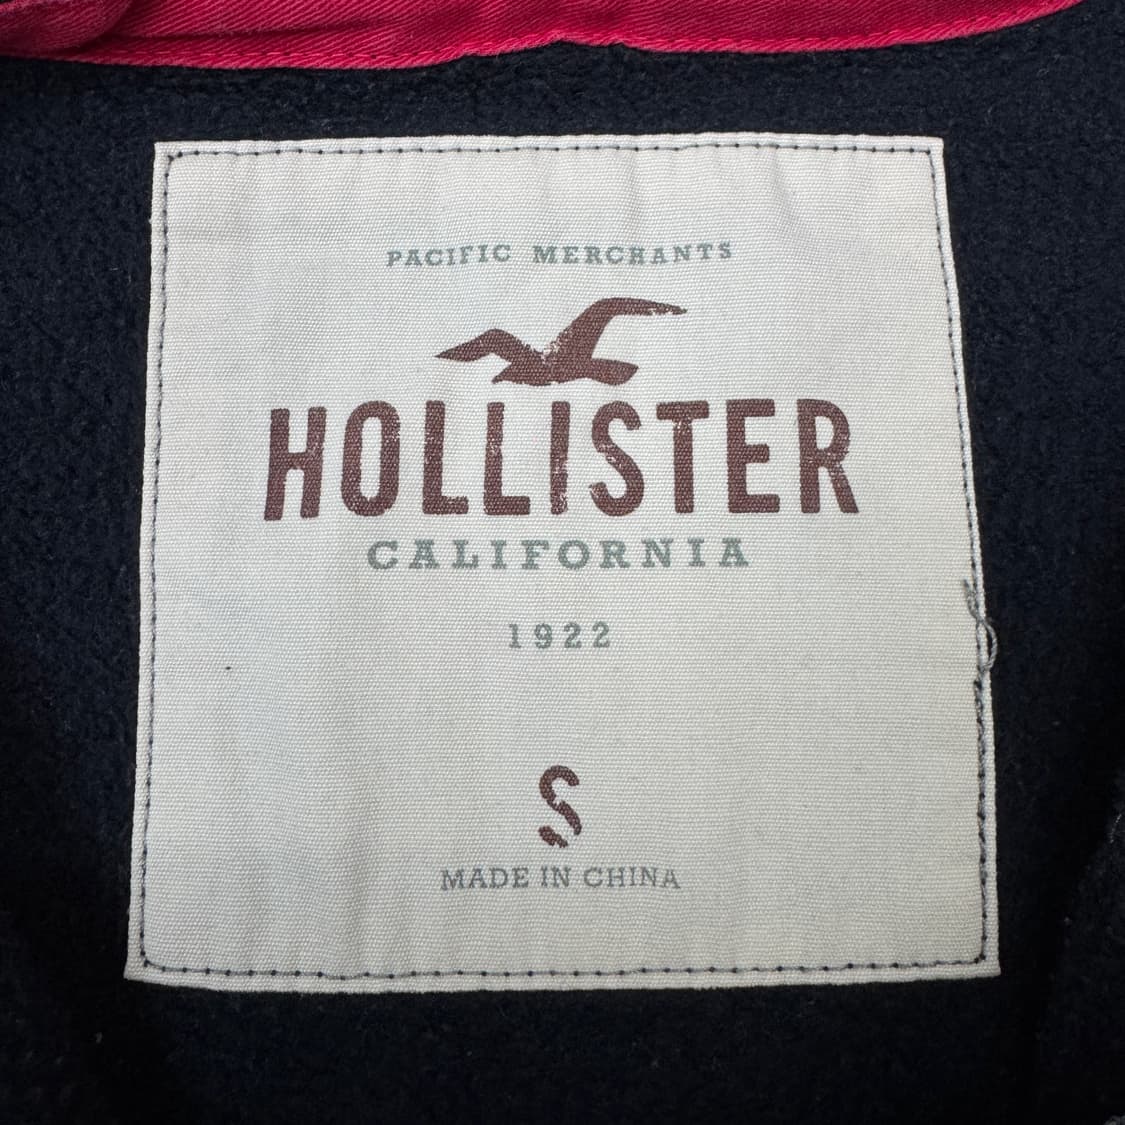 PACIFIC MERCHANTS
HOLLISTER
CALIFORNIA
1922
S
MADE IN CHINA